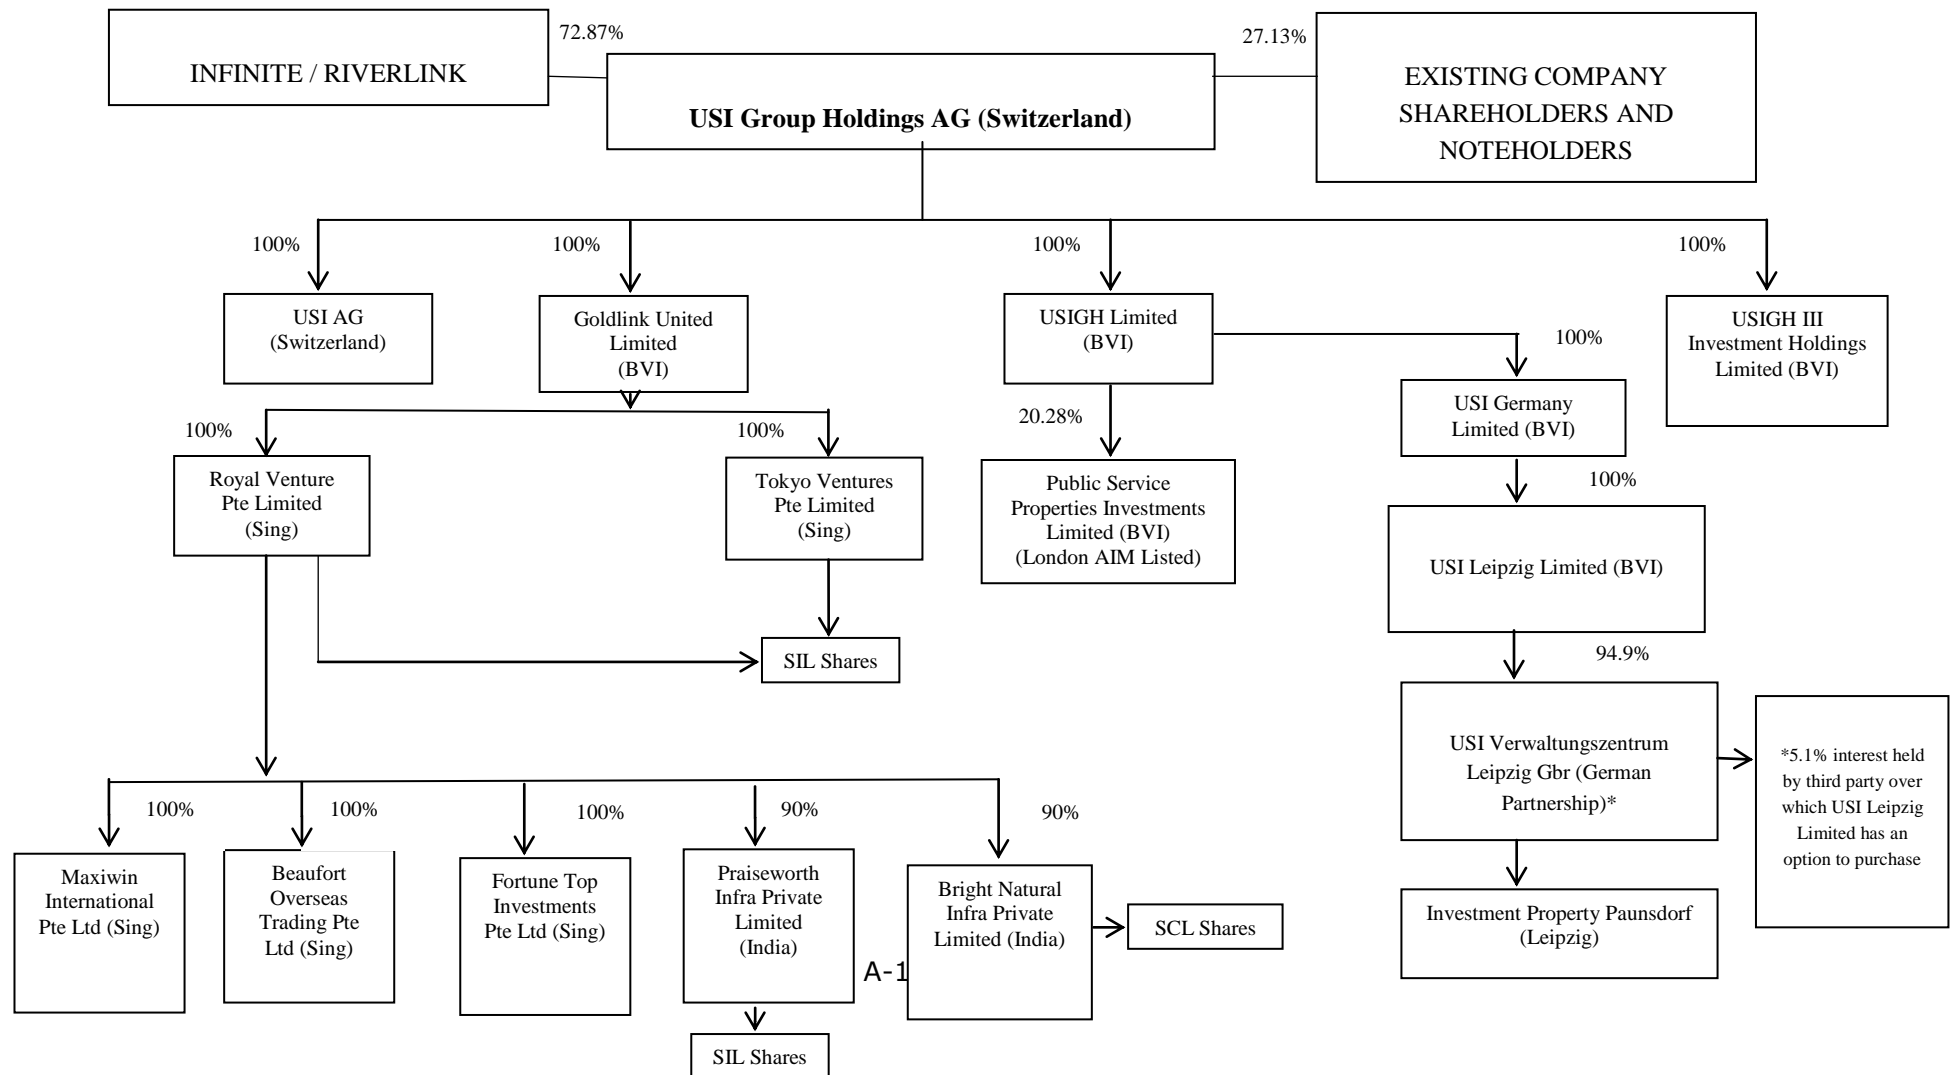 72.87%
27.13%
INFINITE / RIVERLINK
USI Group Holdings AG (Switzerland)
EXISTING COMPANY
SHAREHOLDERS AND
NOTEHOLDERS
100%
100%
100%
100%
USI AG
(Switzerland)
Goldlink United
Limited
(BVI)
USIGH Limited
(BVI)
USIGH III
Investment Holdings
Limited (BVI)
100%
USI Germany
Limited (BVI)
20.28%
100%
100%
Royal Venture
Pte Limited
(Sing)
Tokyo Ventures
Pte Limited
(Sing)
Public Service
Properties Investments
Limited (BVI)
(London AIM Listed)
100%
USI Leipzig Limited (BVI)
SIL Shares
94.9%
USI Verwaltungszentrum
Leipzig Gbr (German
Partnership)*
*5.1% interest held
by third party over
which USI Leipzig
Limited has an
option to purchase
100%
100%
100%
90%
90%
Maxiwin
International
Pte Ltd (Sing)
Beaufort
Overseas
Trading Pte
Ltd (Sing)
Fortune Top
Investments
Pte Ltd (Sing)
Praiseworth
Infra Private
Limited
(India)
Bright Natural
Infra Private
Limited (India)
SCL Shares
Investment Property Paunsdorf
(Leipzig)
A-1
SIL Shares